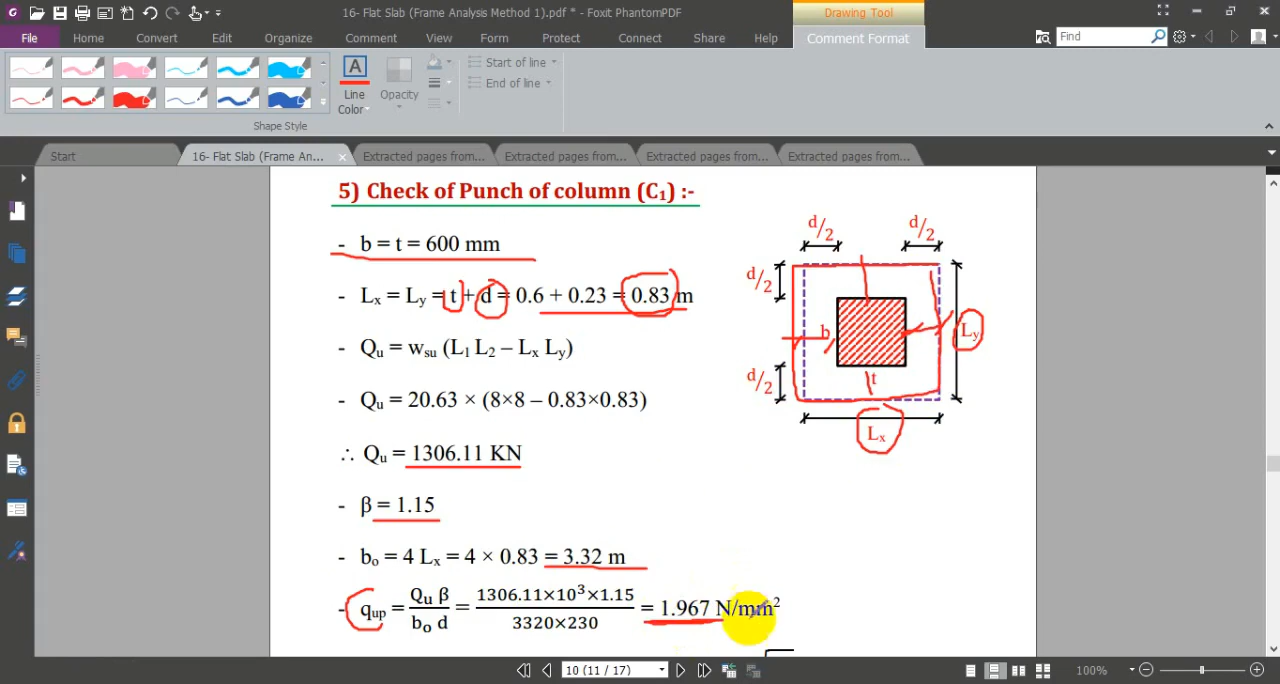 16- Flat Slab (Frame Analysis Method 1).pdf * - Foxit PhantomPDF
Drawing Tool
File Home Convert Edit Organize Comment View Form Protect Connect Share Help Comment Format
Find
A
Line Color
Opacity
Start of line
End of line
Shape Style
Start
16- Flat Slab (Frame An...
Extracted pages from...
Extracted pages from...
Extracted pages from...
Extracted pages from...
5) Check of Punch of column (C₁) :-
- b = t = 600 mm
- Lₓ = Lᵧ = t + d = 0.6 + 0.23 = 0.83 m
- Qᵤ = wₛᵤ (L₁ L₂ – Lₓ Lᵧ)
- Qᵤ = 20.63 × (8×8 – 0.83×0.83)
∴ Qᵤ = 1306.11 KN
- β = 1.15
- bₒ = 4 Lₓ = 4 × 0.83 = 3.32 m
- qᵤₚ = Qᵤ β / bₒ d = 1306.11×10³×1.15 / 3320×230 = 1.967 N/mm²
d/2 d/2
d/2
b
Lᵧ
d/2
t
Lₓ
10 (11 / 17)
100%